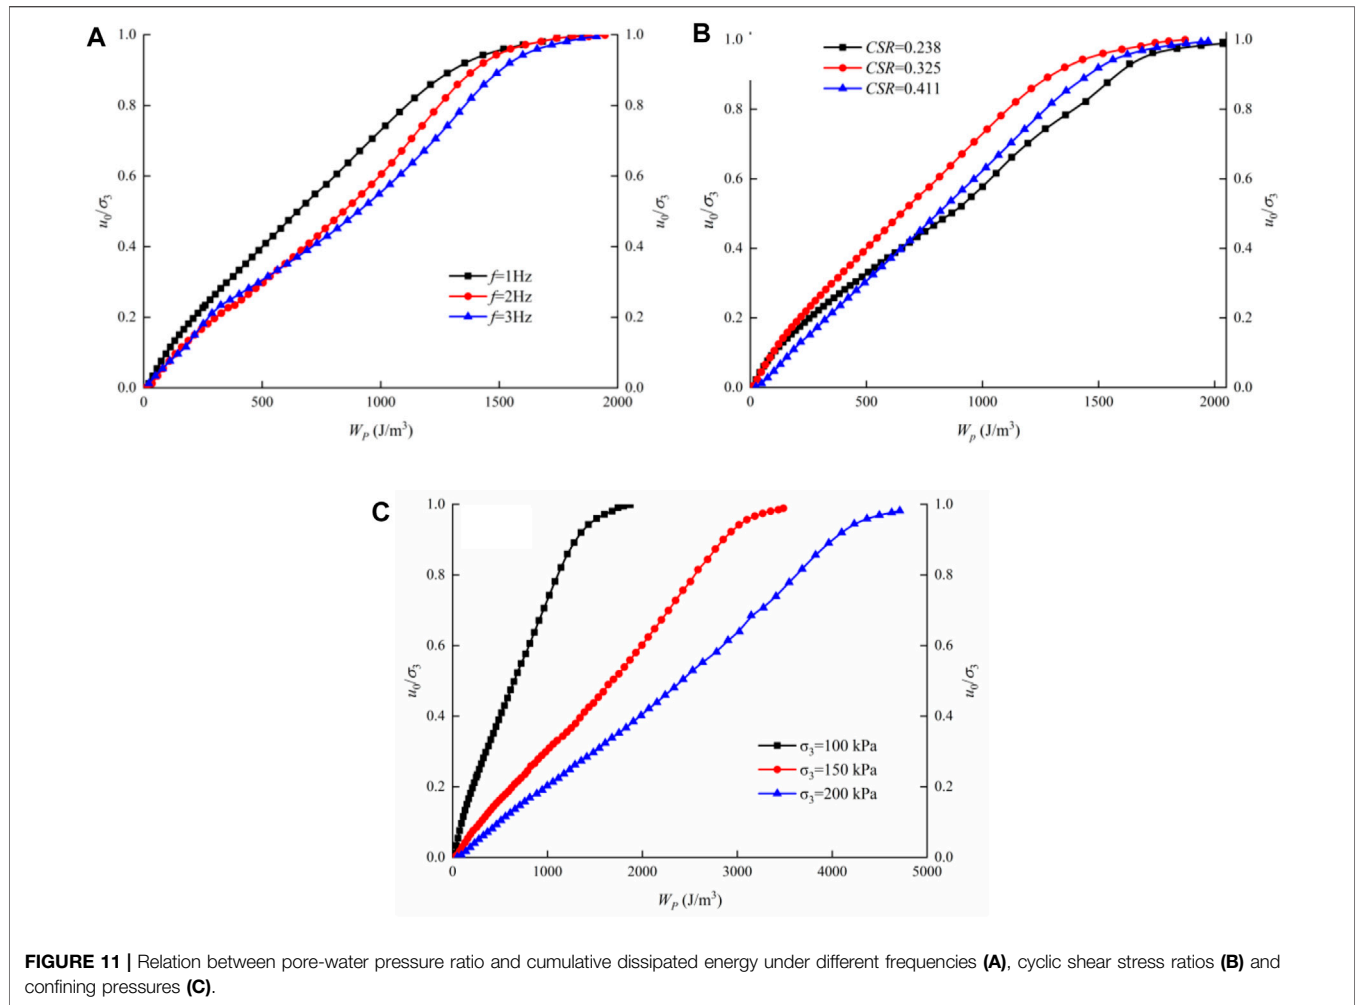 A
1.0
0.8
0.6
0.4
0.2
0.0
u0/σ3
0
500
1000
1500
2000
Wp (J/m³)
1.0
0.8
0.6
0.4
0.2
0.0
u0/σ3
f=1Hz
f=2Hz
f=3Hz
B
1.0
0.8
0.6
0.4
0.2
0.0
u0/σ3
0
500
1000
1500
2000
Wp (J/m³)
1.0
0.8
0.6
0.4
0.2
0.0
u0/σ3
CSR=0.238
CSR=0.325
CSR=0.411
C
1.0
0.8
0.6
0.4
0.2
0.0
u0/σ3
0
1000
2000
3000
4000
5000
Wp (J/m³)
1.0
0.8
0.6
0.4
0.2
0.0
u0/σ3
σ3=100 kPa
σ3=150 kPa
σ3=200 kPa
FIGURE 11 | Relation between pore-water pressure ratio and cumulative dissipated energy under different frequencies (A), cyclic shear stress ratios (B) and
confining pressures (C).